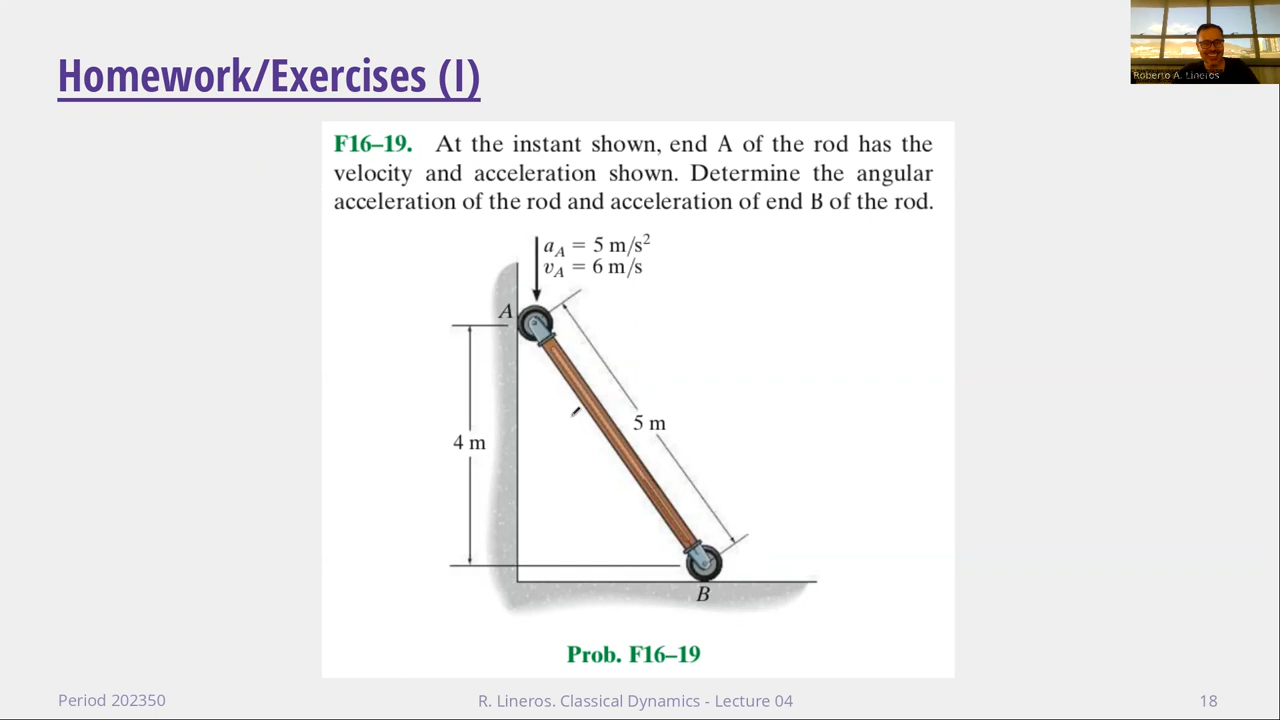 Homework/Exercises (I)
Roberto A. Lineros
F16–19. At the instant shown, end A of the rod has the
velocity and acceleration shown. Determine the angular
acceleration of the rod and acceleration of end B of the rod.
a_A = 5 m/s²
v_A = 6 m/s
A
5 m
4 m
B
Prob. F16–19
Period 202350
R. Lineros. Classical Dynamics - Lecture 04
18